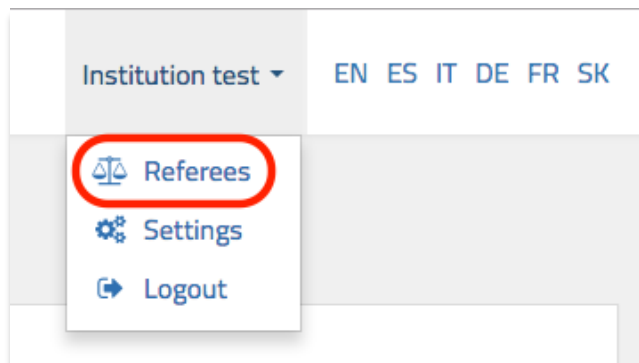 Institution test EN ES IT DE FR SK
Referees
Settings
Logout